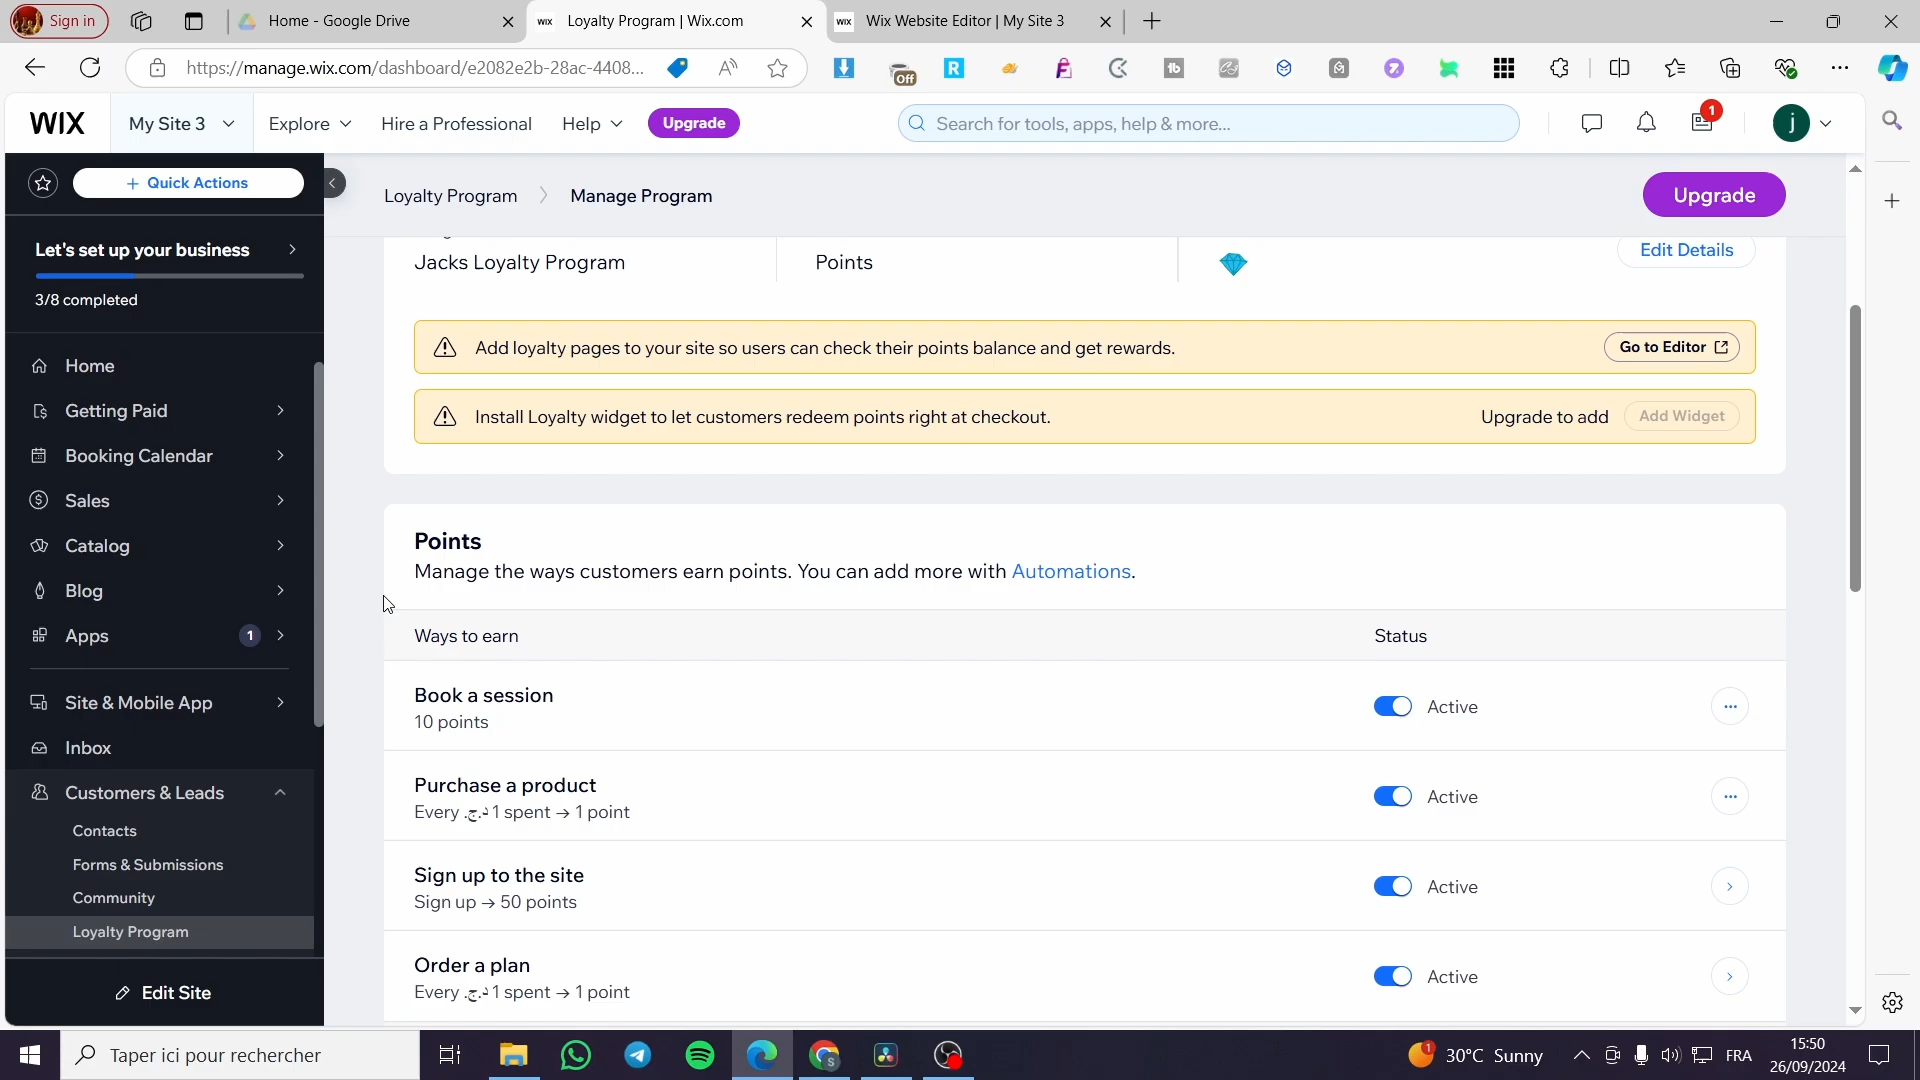 Sign in
Home - Google Drive
WIX
Loyalty Program | Wix.com
WIX
Wix Website Editor | My Site 3
https://manage.wix.com/dashboard/e2082e2b-28ac-4408...
Off
R
WIX
My Site 3
Explore
Hire a Professional
Help
Upgrade
Search for tools, apps, help & more...
1
j
Quick Actions
Let's set up your business
3/8 completed
Home
Getting Paid
Booking Calendar
Sales
Catalog
Blog
Apps
1
Site & Mobile App
Inbox
Customers & Leads
Contacts
Forms & Submissions
Community
Loyalty Program
Edit Site
Loyalty Program
Manage Program
Upgrade
Jacks Loyalty Program
Points
Edit Details
Add loyalty pages to your site so users can check their points balance and get rewards.
Go to Editor
Install Loyalty widget to let customers redeem points right at checkout.
Upgrade to add
Add Widget
Points
Manage the ways customers earn points. You can add more with Automations.
Ways to earn
Status
Book a session
10 points
Active
Purchase a product
Every د.ج.‏ 1 spent → 1 point
Active
Sign up to the site
Sign up → 50 points
Active
Order a plan
Every د.ج.‏ 1 spent → 1 point
Active
Taper ici pour rechercher
S
1
30°C Sunny
FRA
15:50
26/09/2024